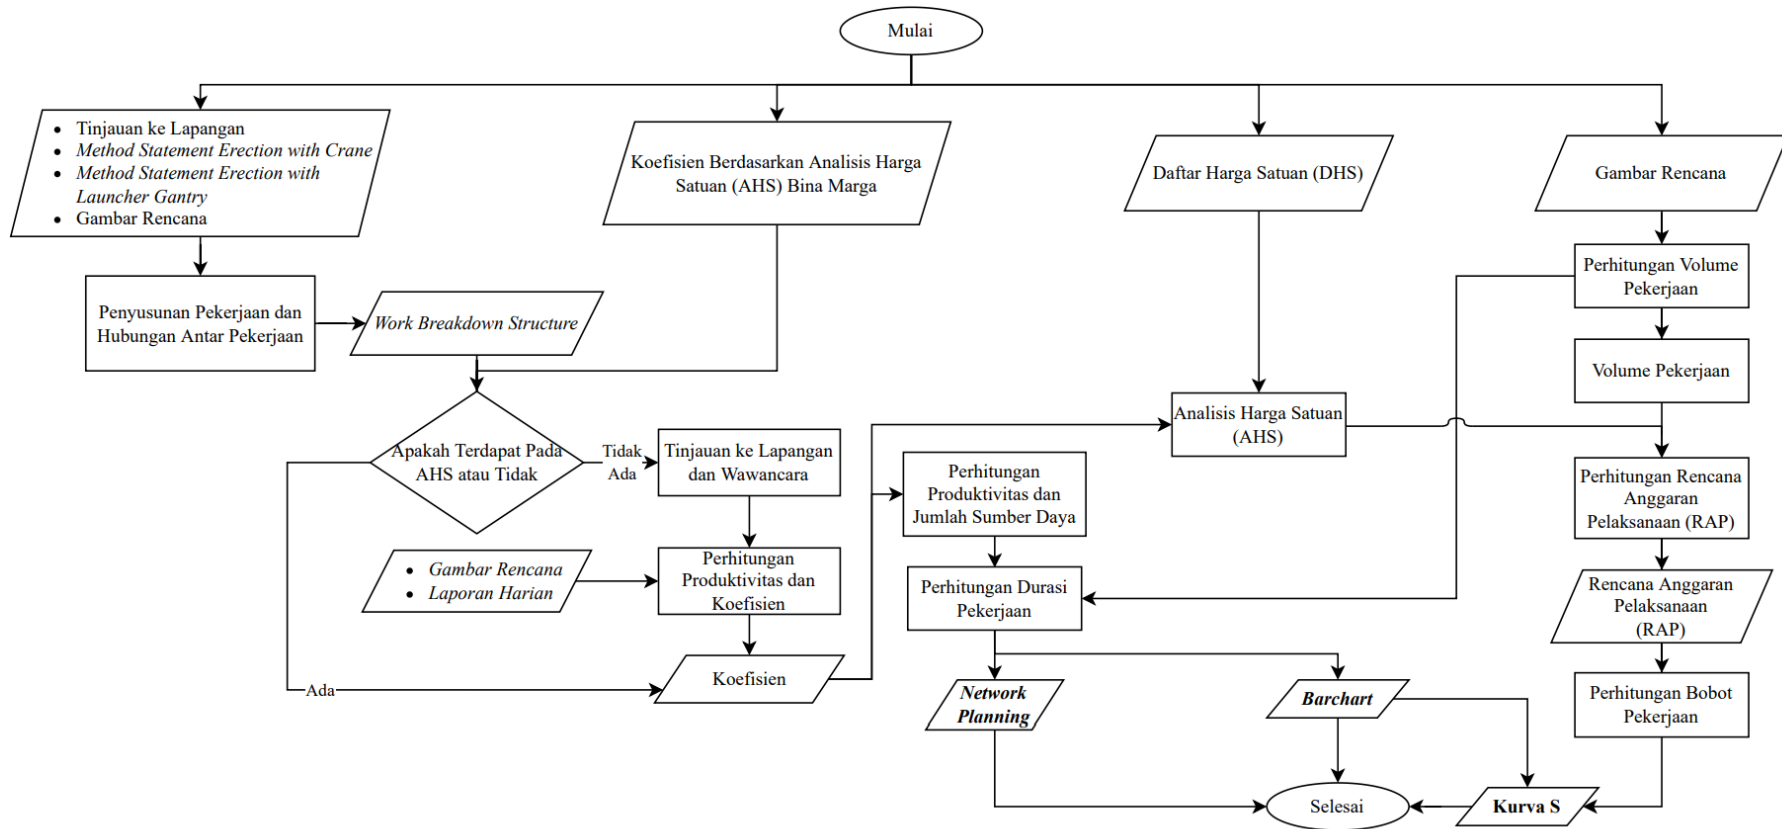 Mulai
• Tinjauan ke Lapangan
• Method Statement Erection with Crane
• Method Statement Erection with
Launcher Gantry
• Gambar Rencana
Koefisien Berdasarkan Analisis Harga
Satuan (AHS) Bina Marga
Daftar Harga Satuan (DHS)
Gambar Rencana
Penyusunan Pekerjaan dan
Hubungan Antar Pekerjaan
Work Breakdown Structure
Perhitungan Volume
Pekerjaan
Volume Pekerjaan
Apakah Terdapat Pada
AHS atau Tidak
Tidak
Ada
Tinjauan ke Lapangan
dan Wawancara
Analisis Harga Satuan
(AHS)
Perhitungan
Produktivitas dan
Jumlah Sumber Daya
Perhitungan Rencana
Anggaran
Pelaksanaan (RAP)
• Gambar Rencana
• Laporan Harian
Perhitungan
Produktivitas dan
Koefisien
Perhitungan Durasi
Pekerjaan
Rencana Anggaran
Pelaksanaan
(RAP)
Ada
Koefisien
Network
Planning
Barchart
Perhitungan Bobot
Pekerjaan
Selesai
Kurva S